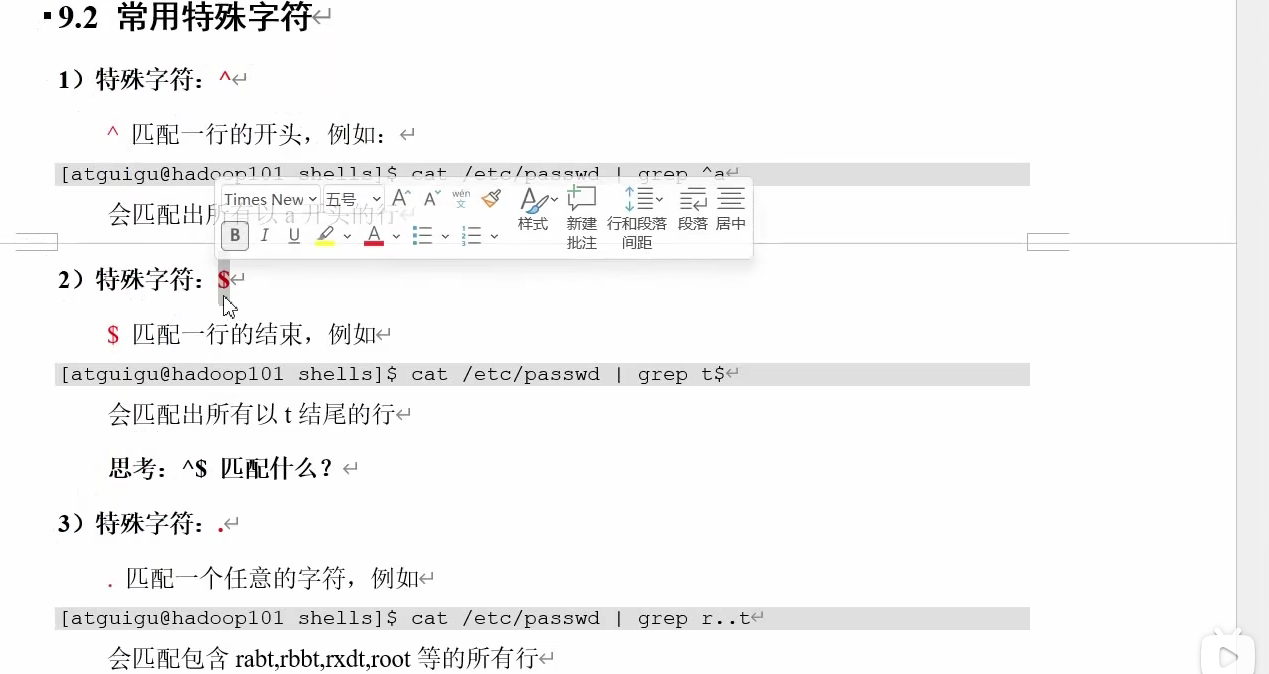 9.2 常用特殊字符
1）特殊字符：^
^ 匹配一行的开头，例如：
[atguigu@hadoop101 shells]$ cat /etc/passwd | grep ^a
会匹配出所有以 a 开头的行
Times New 五号 A A wén 文
样式 新建批注 行和段落间距 段落 居中
B I U A
2）特殊字符：$
$ 匹配一行的结束，例如
[atguigu@hadoop101 shells]$ cat /etc/passwd | grep t$
会匹配出所有以 t 结尾的行
思考：^$ 匹配什么？
3）特殊字符：.
. 匹配一个任意的字符，例如
[atguigu@hadoop101 shells]$ cat /etc/passwd | grep r..t
会匹配包含 rabt,rbbt,rxdt,root 等的所有行